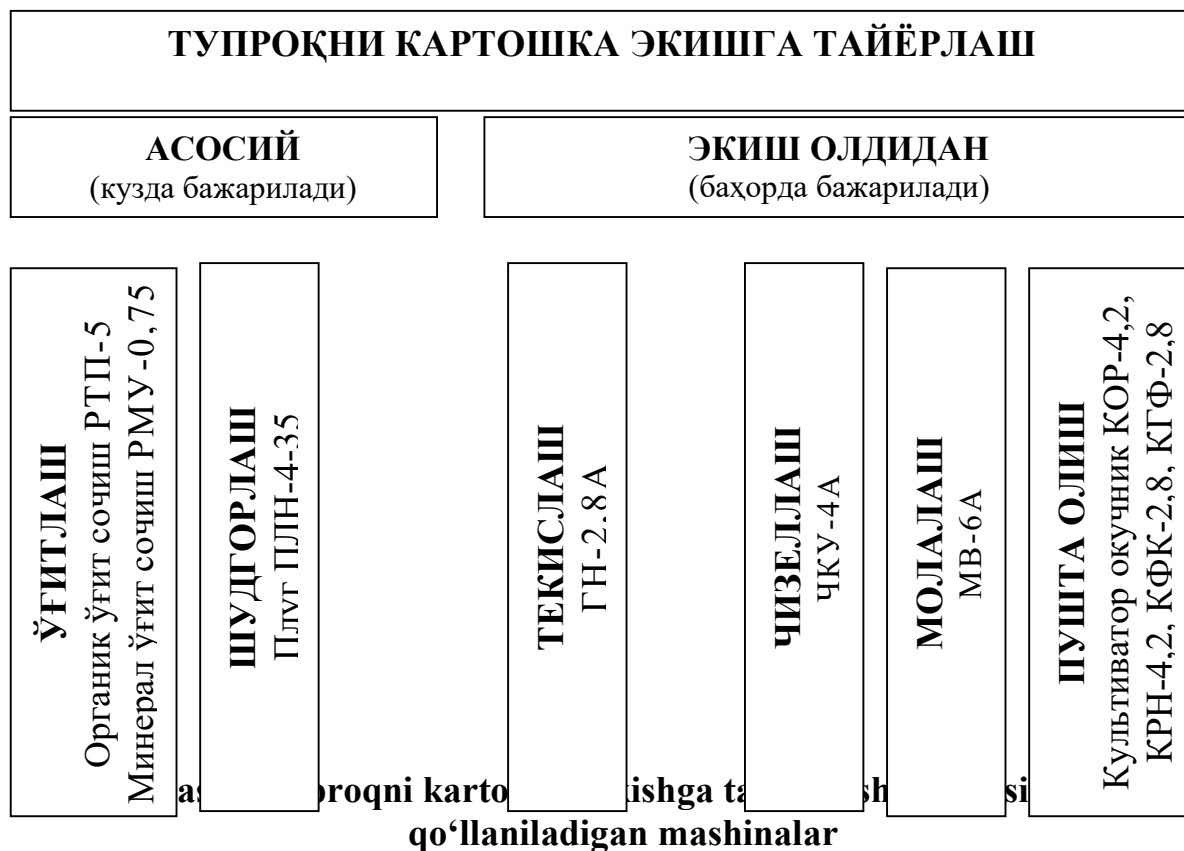 ТУПРОҚНИ КАРТОШКА ЭКИШГА ТАЙЁРЛАШ
АСОСИЙ
(кузда бажарилади)
ЭКИШ ОЛДИДАН
(баҳорда бажарилади)
ЎҒИТЛАШ
Органик ўғит сочиш РТП-5
Минерал ўғит сочиш РМУ-0,75
ШУДГОРЛАШ
Плуг ПЛН-4-35
ТЕКИСЛАШ
ГН-2,8А
ЧИЗЕЛЛАШ
ЧКУ-4А
МОЛАЛАШ
МВ-6А
ПУШТА ОЛИШ
Культиватор окучник КОР-4,2,
КРН-4,2, КФК-2,8, КГФ-2,8
qo‘llaniladigan mashinalar